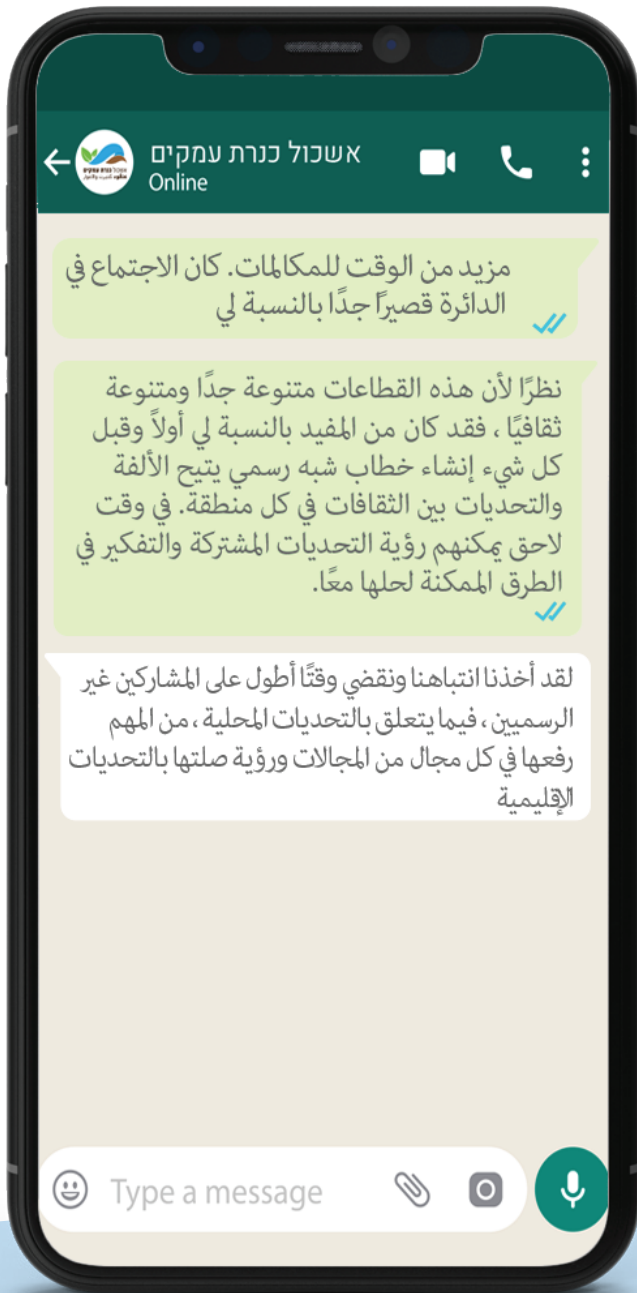 אשכול כנרת עמקים
Online
مزيد من الوقت للمكالمات. كان الاجتماع في
الدائرة قصيرًا جدًا بالنسبة لي
نظرًا لأن هذه القطاعات متنوعة جدًا ومتنوعة
ثقافيًا ، فقد كان من المفيد بالنسبة لي أولاً وقبل
كل شيء إنشاء خطاب شبه رسمي يتيح الألفة
والتحديات بين الثقافات في كل منطقة. في وقت
لاحق يمكنهم رؤية التحديات المشتركة والتفكير في
الطرق الممكنة لحلها معًا.
لقد أخذنا انتباهنا ونقضي وقتًا أطول على المشاركين غير
الرسميين ، فيما يتعلق بالتحديات المحلية ، من المهم
رفعها في كل مجال من المجالات ورؤية صلتها بالتحديات
الإقليمية
Type a message